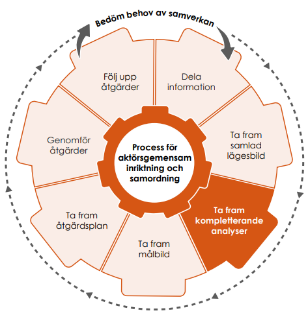 Bedöm behov av samverkan
Dela
information
Ta fram
samlad
lägesbild
Ta fram
kompletterande
analyser
Ta fram
målbild
Ta fram
åtgärdsplan
Genomför
åtgärder
Följ upp
åtgärder
Process för
aktörsgemensam
inriktning och
samordning